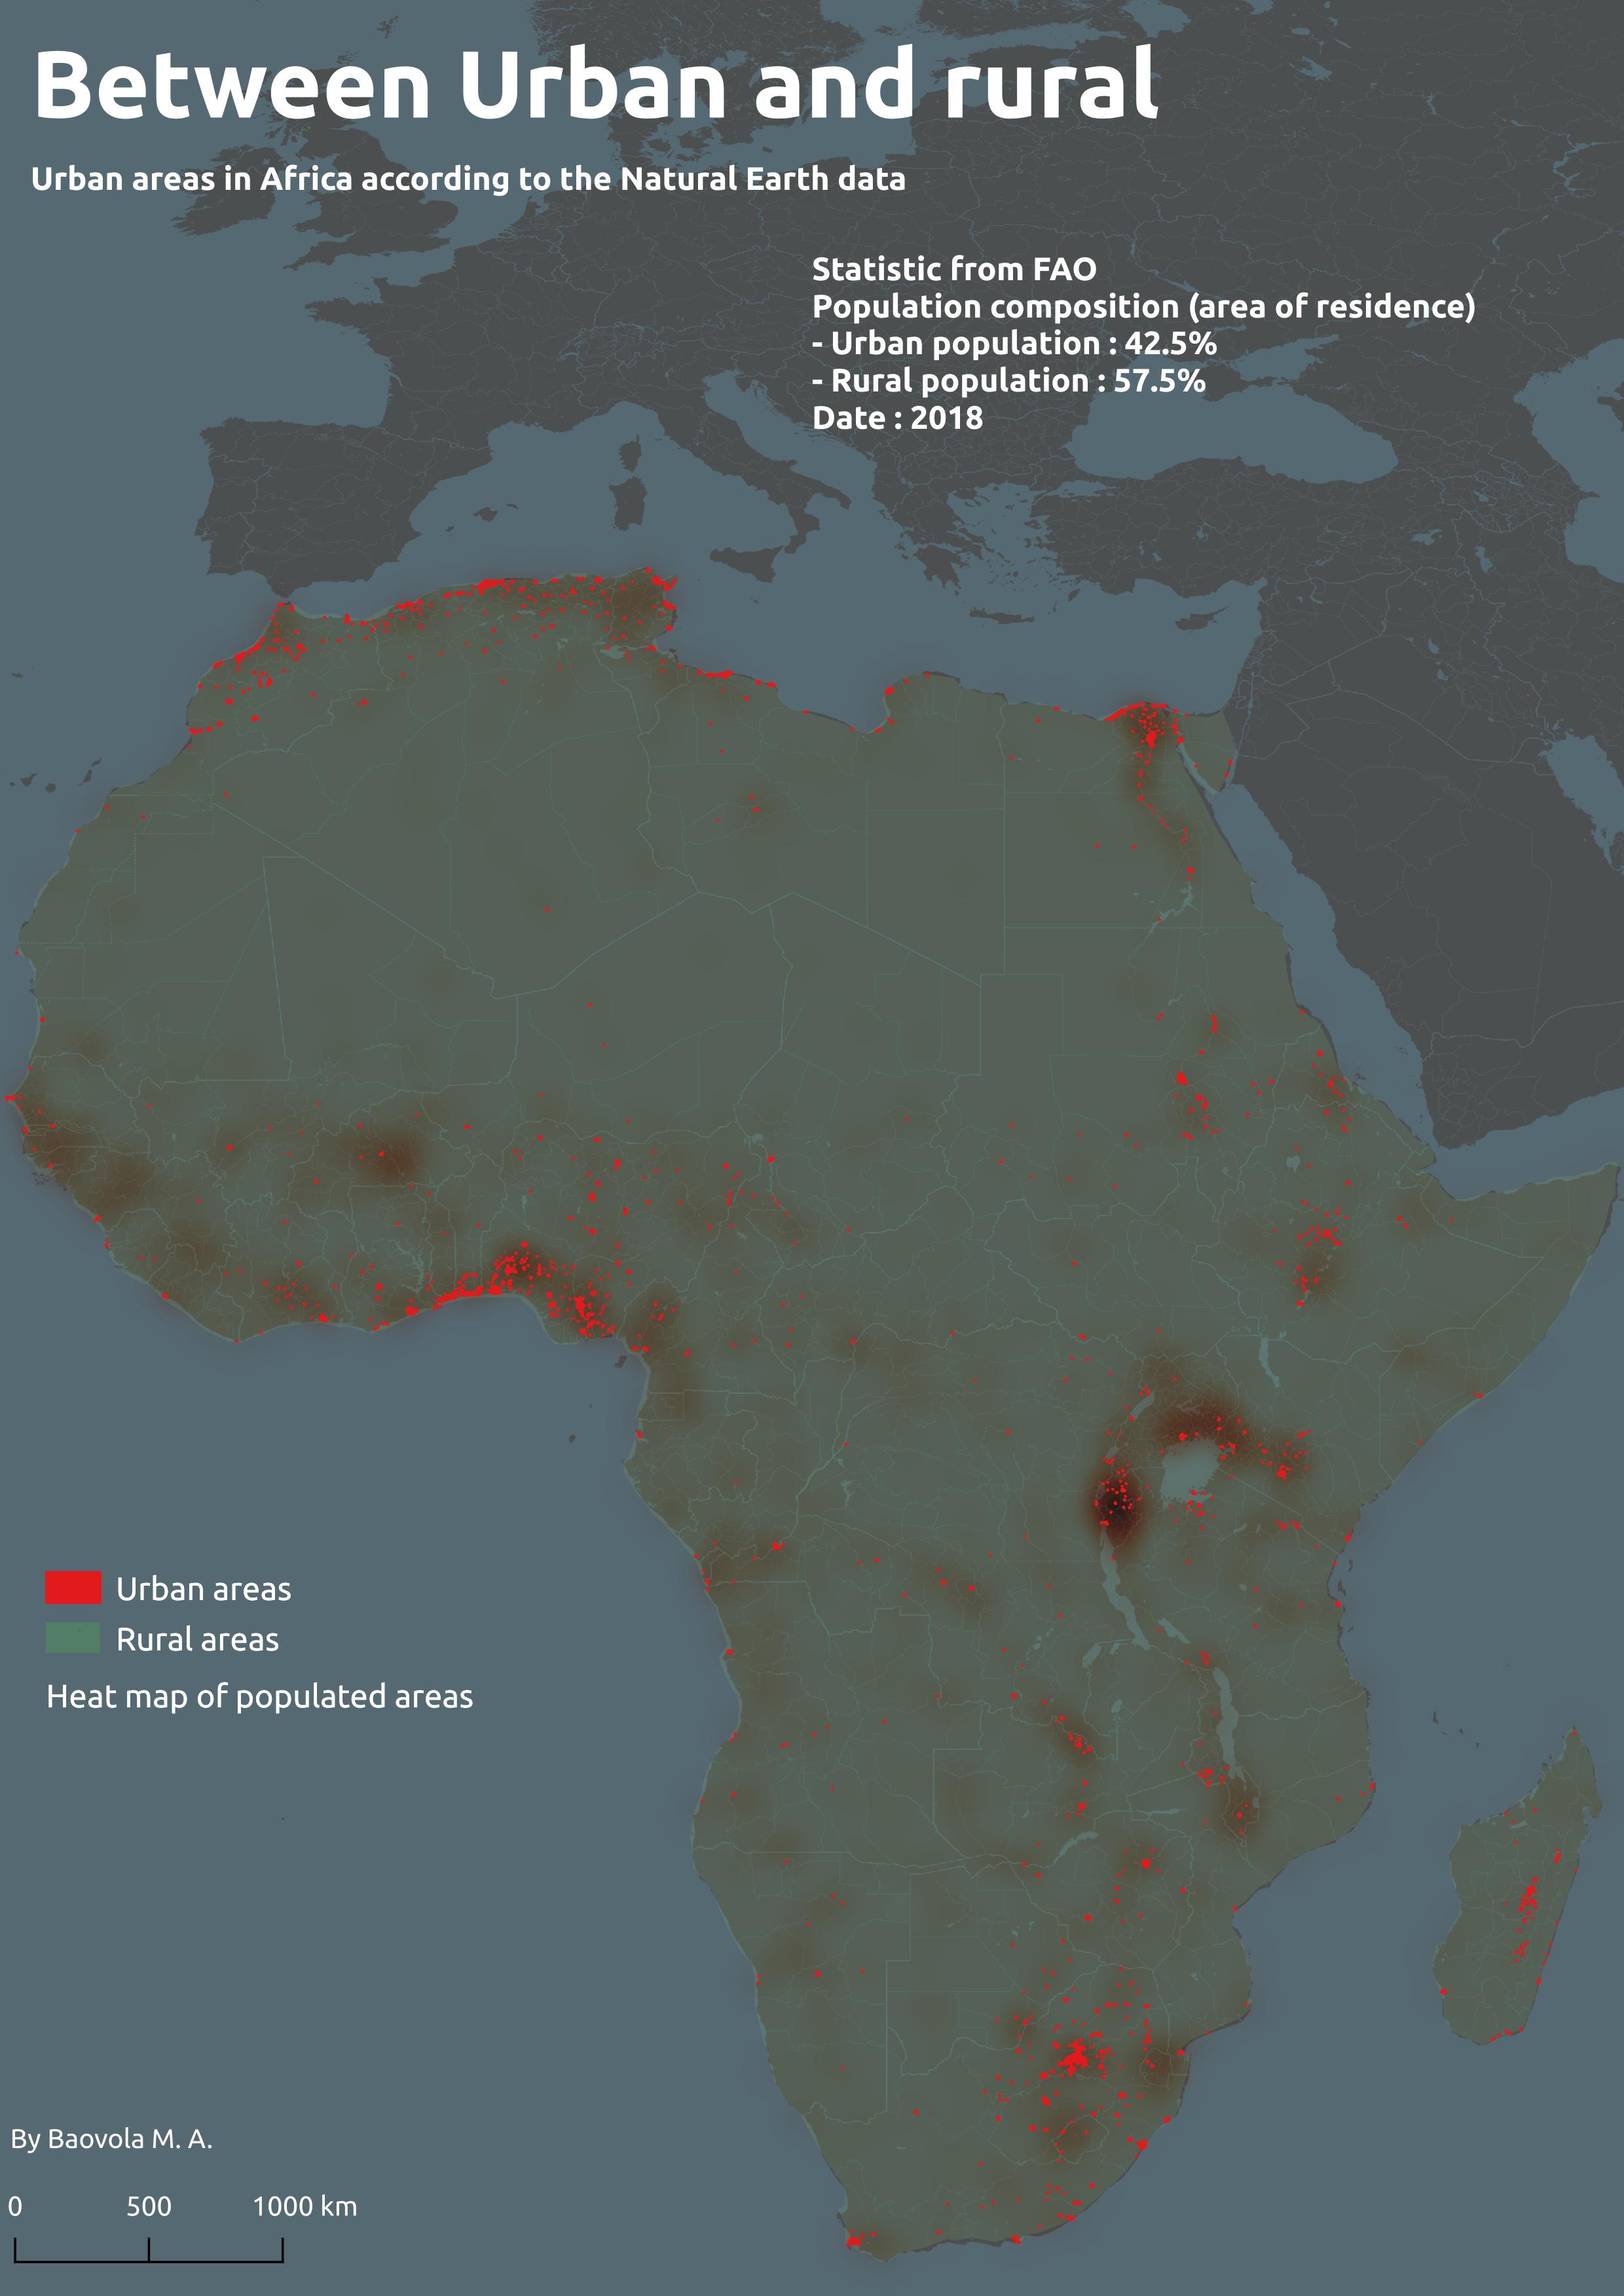 Between Urban and rural
Urban areas in Africa according to the Natural Earth data
Statistic from FAO
Population composition (area of residence)
- Urban population : 42.5%
- Rural population : 57.5%
Date : 2018
Urban areas
Rural areas
Heat map of populated areas
By Baovola M. A.
0 500 1000 km